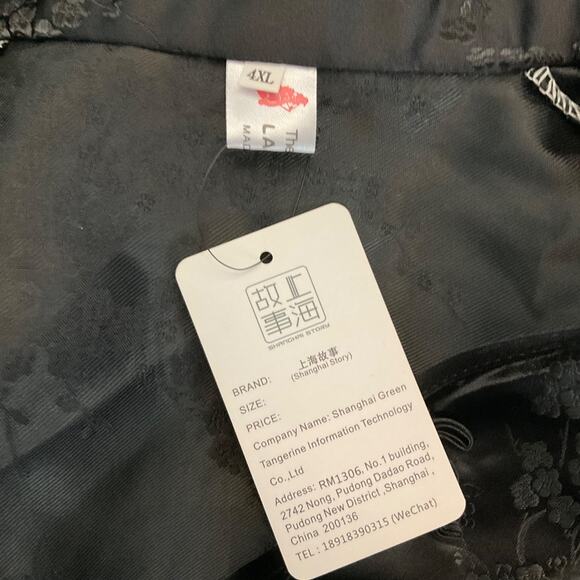 4XL
The
LA
MAD
上海
故事
SHANGHAI STORY
BRAND: 上海故事
(Shanghai Story)
SIZE:
PRICE:
Company Name: Shanghai Green
Tangerine Information Technology
Co.,Ltd
Address: RM1306, No.1 building,
2742 Nong, Pudong Dadao Road,
Pudong New District ,Shanghai ,
China 200136
TEL : 18918390315 (WeChat)